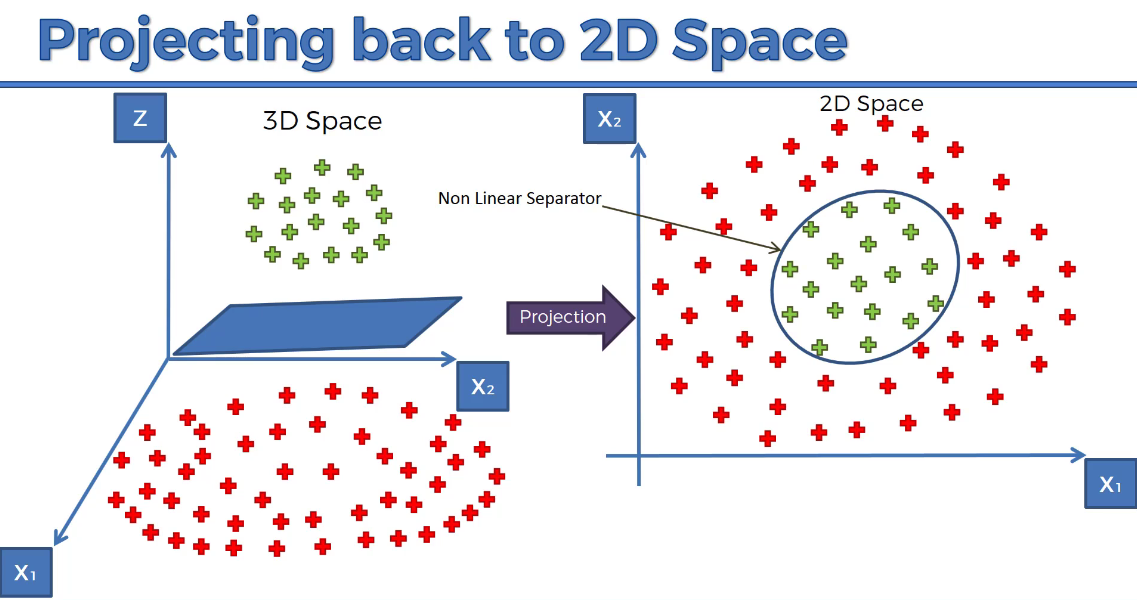 Projecting back to 2D Space
Z
3D Space
X₂
X₁
Projection
2D Space
X₂
Non Linear Separator
X₁